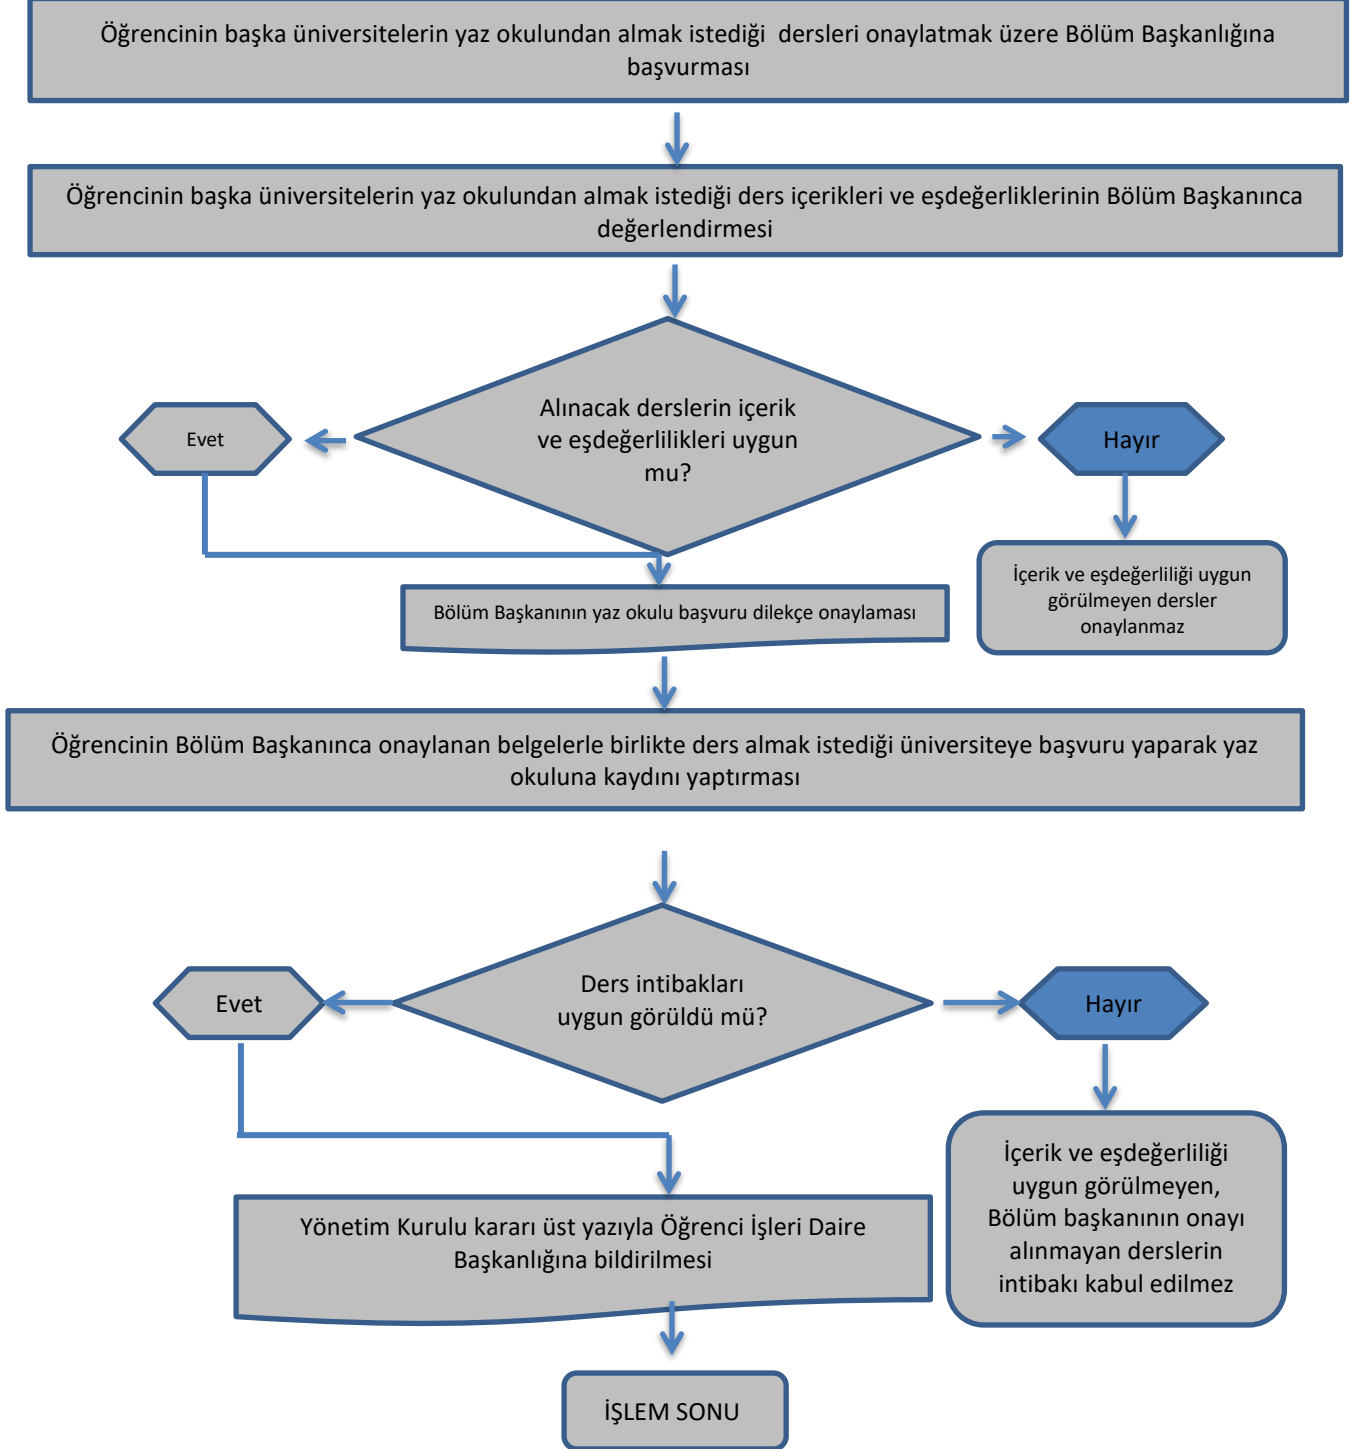 Öğrencinin başka üniversitelerin yaz okulundan almak istediği  dersleri onaylatmak üzere Bölüm Başkanlığına
başvurması
Öğrencinin başka üniversitelerin yaz okulundan almak istediği ders içerikleri ve eşdeğerliklerinin Bölüm Başkanınca
değerlendirmesi
Alınacak derslerin içerik
ve eşdeğerlilikleri uygun
mu?
Evet
Hayır
İçerik ve eşdeğerliliği uygun
görülmeyen dersler
onaylanmaz
Bölüm Başkanının yaz okulu başvuru dilekçe onaylaması
Öğrencinin Bölüm Başkanınca onaylanan belgelerle birlikte ders almak istediği üniversiteye başvuru yaparak yaz
okuluna kaydını yaptırması
Ders intibakları
uygun görüldü mü?
Evet
Hayır
İçerik ve eşdeğerliliği
uygun görülmeyen,
Bölüm başkanının onayı
alınmayan derslerin
intibakı kabul edilmez
Yönetim Kurulu kararı üst yazıyla Öğrenci İşleri Daire
Başkanlığına bildirilmesi
İŞLEM SONU